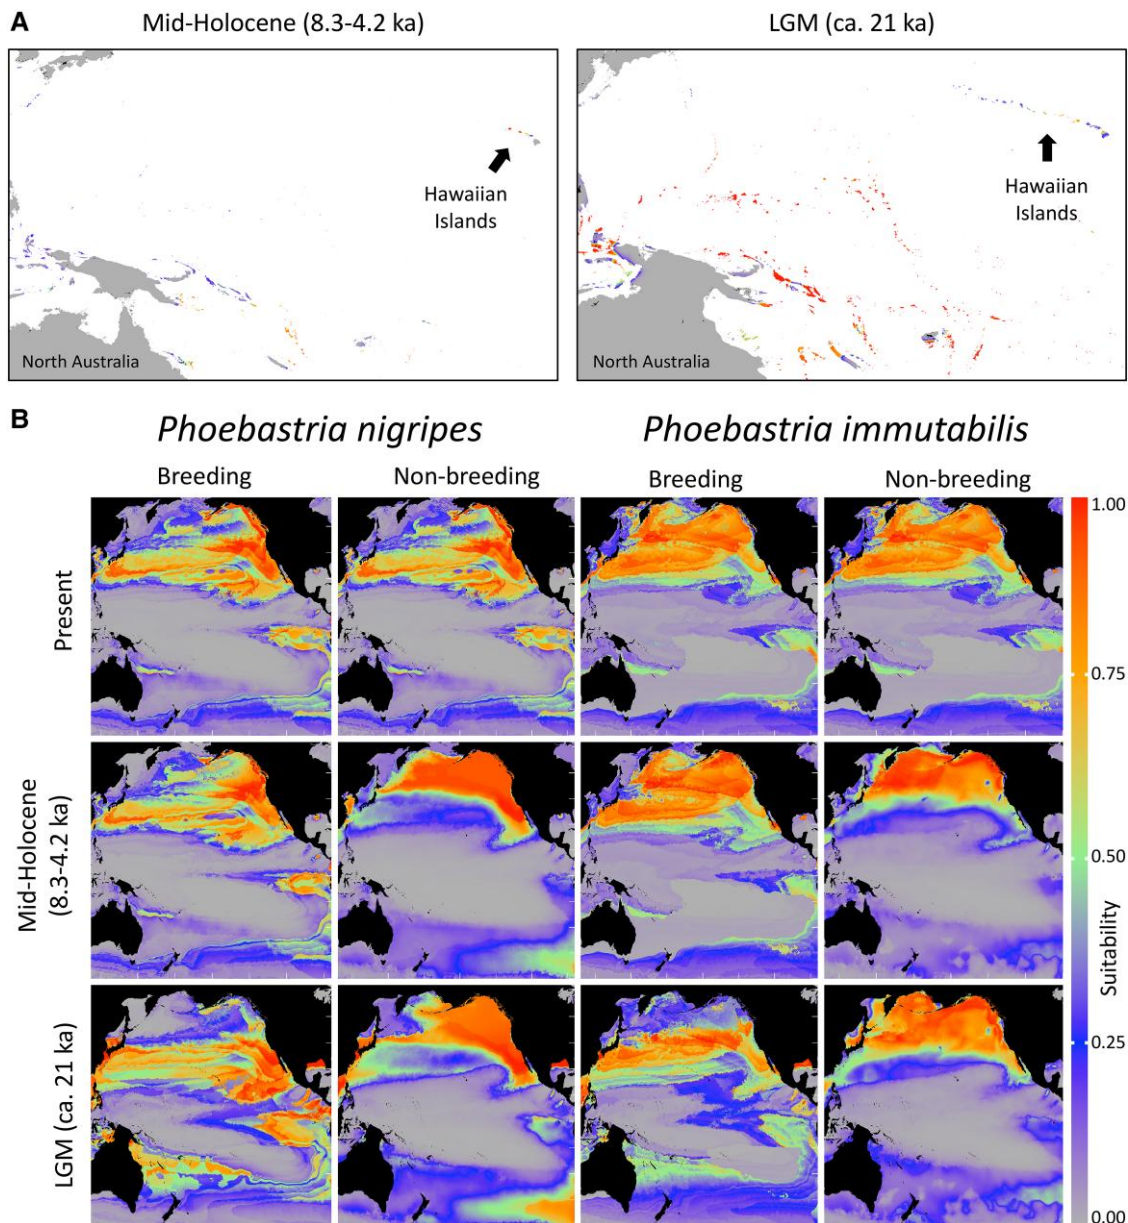 A
Mid-Holocene (8.3-4.2 ka)
LGM (ca. 21 ka)
Hawaiian
Islands
North Australia
Hawaiian
Islands
North Australia
B
Phoebastria nigripes
Phoebastria immutabilis
Breeding
Non-breeding
Breeding
Non-breeding
Present
Mid-Holocene
(8.3-4.2 ka)
LGM (ca. 21 ka)
1.00
0.75
0.50
0.25
0.00
Suitability